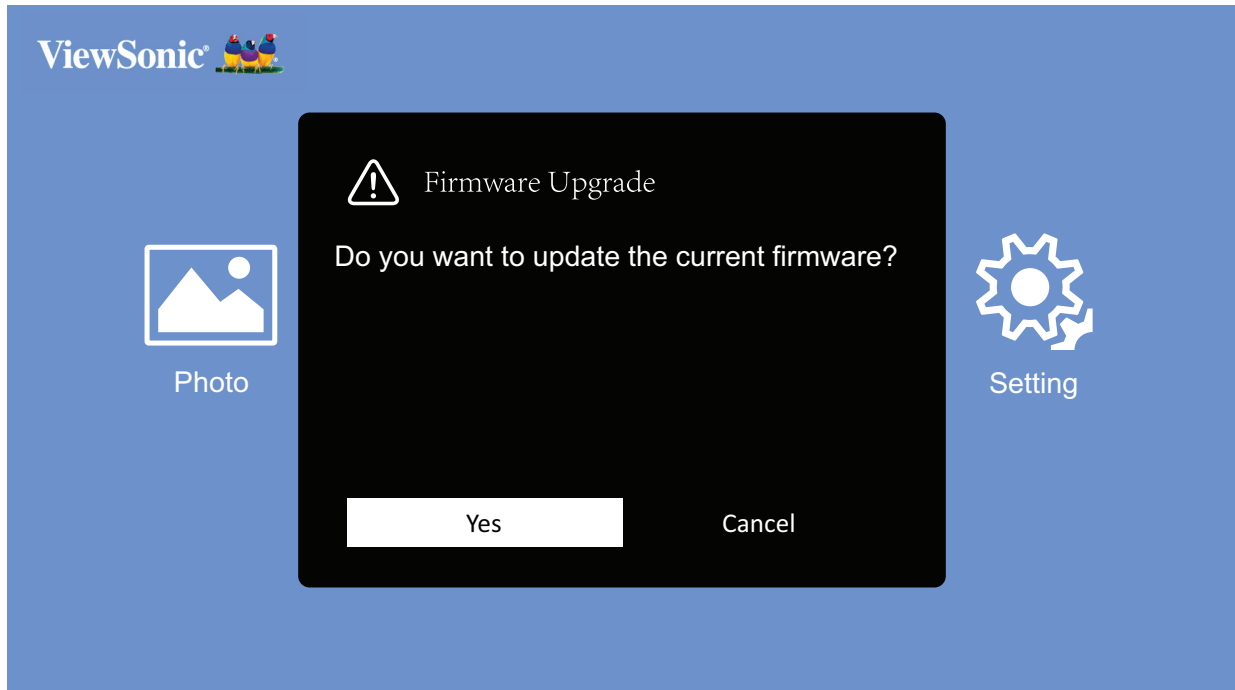 ViewSonic®
Firmware Upgrade
Do you want to update the current firmware?
Photo
Setting
Yes
Cancel